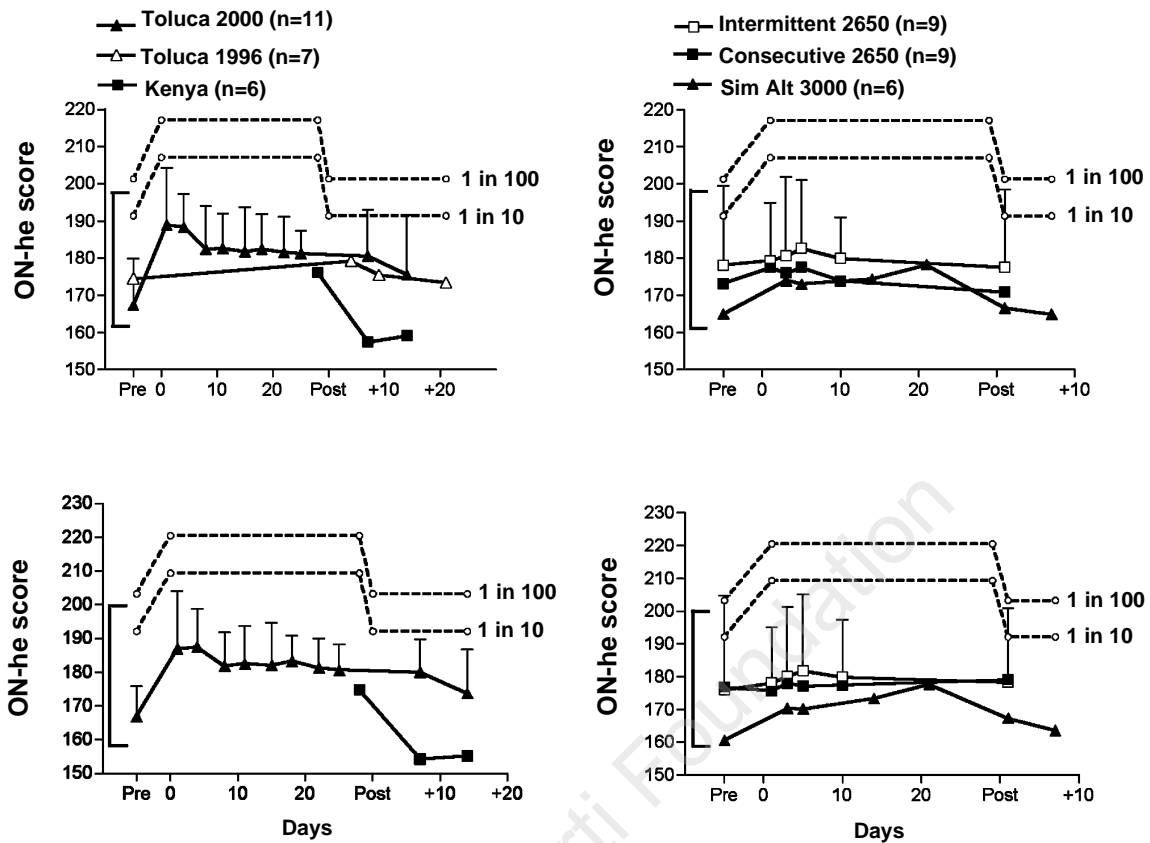 Toluca 2000 (n=11)
Toluca 1996 (n=7)
Kenya (n=6)
ON-he score
220
210
200
190
180
170
160
150
1 in 100
1 in 10
Pre 0 10 20 Post +10 +20
Intermittent 2650 (n=9)
Consecutive 2650 (n=9)
Sim Alt 3000 (n=6)
ON-he score
220
210
200
190
180
170
160
150
1 in 100
1 in 10
Pre 0 10 20 Post +10
ON-he score
230
220
210
200
190
180
170
160
150
1 in 100
1 in 10
Pre 0 10 20 Post +10 +20
Days
ON-he score
230
220
210
200
190
180
170
160
150
1 in 100
1 in 10
Pre 0 10 20 Post +10
Days
rti Foundation